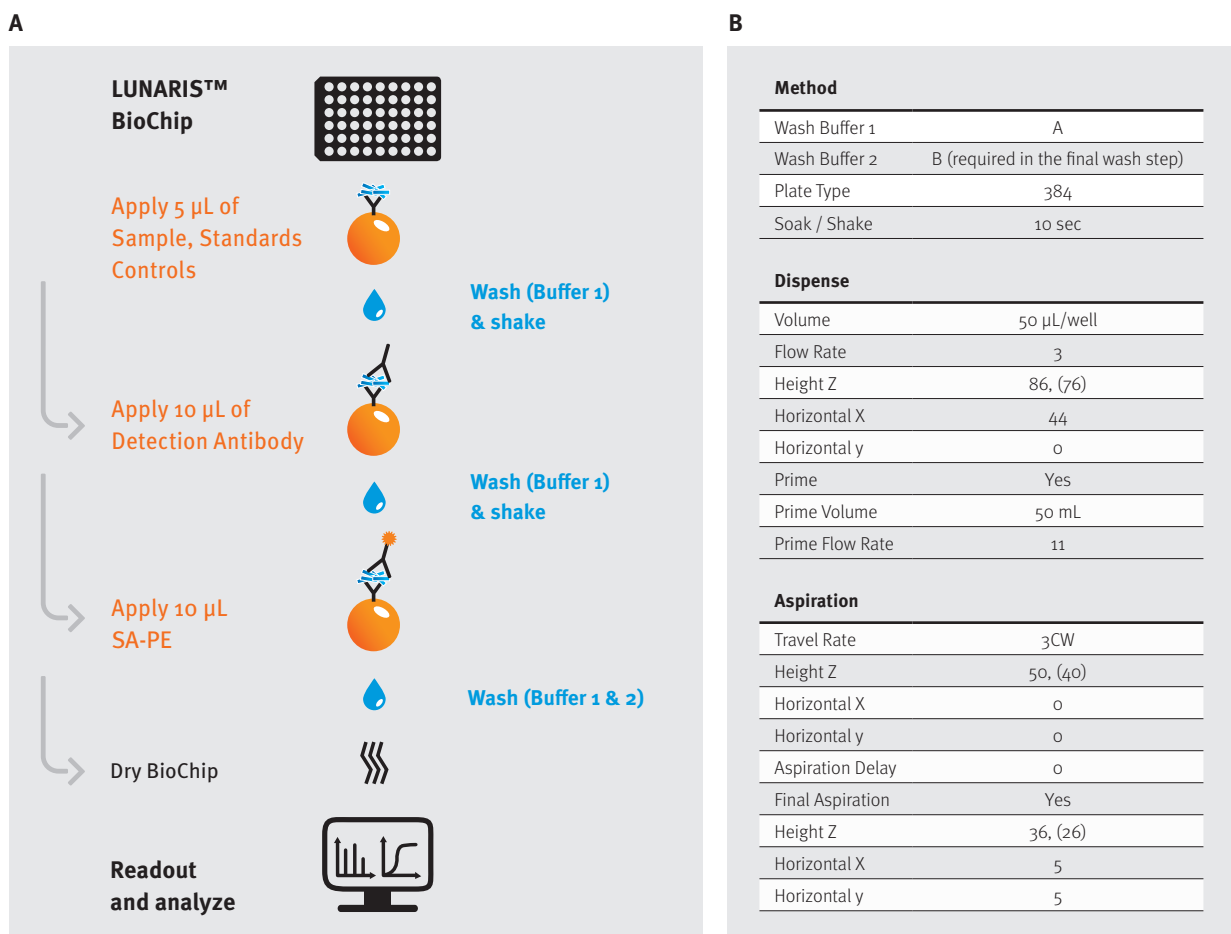 A
LUNARIS™
BioChip
Apply 5 µL of
Sample, Standards
Controls
Wash (Buffer 1)
& shake
Apply 10 µL of
Detection Antibody
Wash (Buffer 1)
& shake
Apply 10 µL
SA-PE
Wash (Buffer 1 & 2)
Dry BioChip
Readout
and analyze
B
Method
Wash Buffer 1 A
Wash Buffer 2 B (required in the final wash step)
Plate Type 384
Soak / Shake 10 sec
Dispense
Volume 50 µL/well
Flow Rate 3
Height Z 86, (76)
Horizontal X 44
Horizontal y 0
Prime Yes
Prime Volume 50 mL
Prime Flow Rate 11
Aspiration
Travel Rate 3CW
Height Z 50, (40)
Horizontal X 0
Horizontal y 0
Aspiration Delay 0
Final Aspiration Yes
Height Z 36, (26)
Horizontal X 5
Horizontal y 5